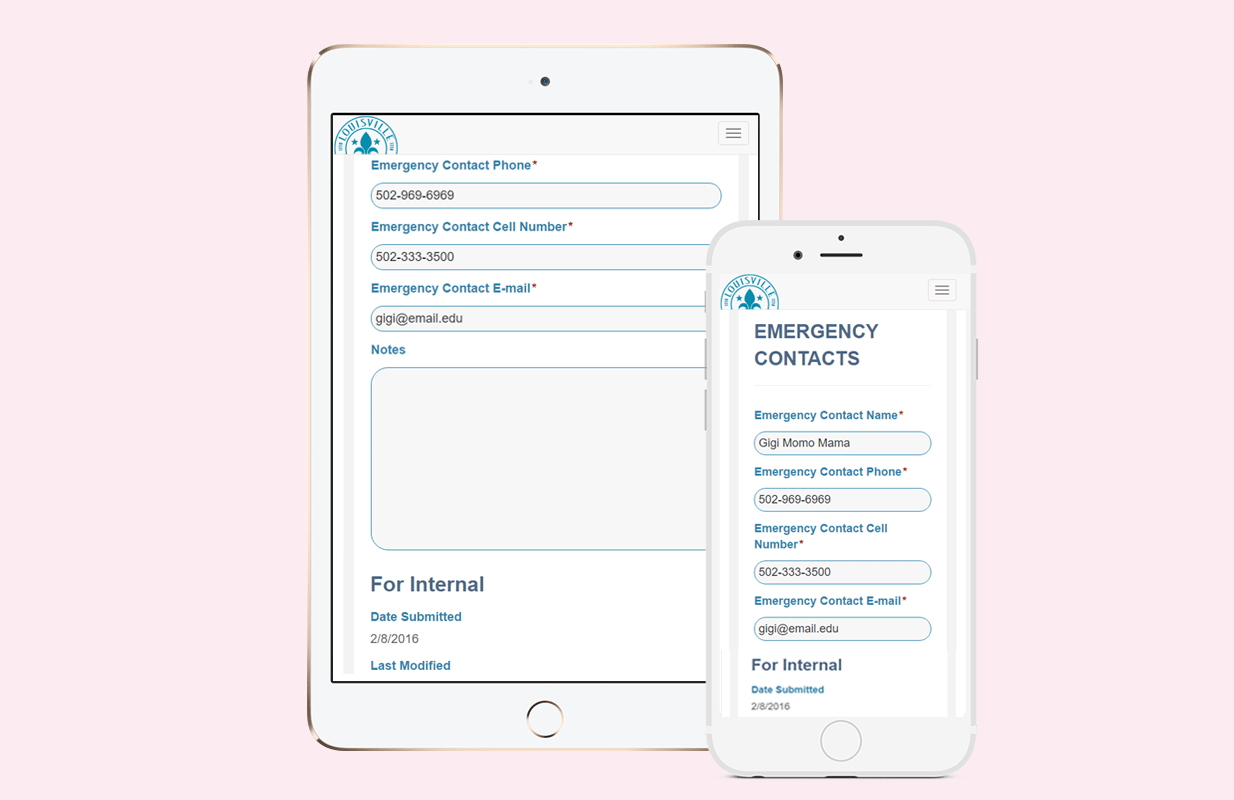 LOUISVILLE
Emergency Contact Phone*
502-969-6969
Emergency Contact Cell Number*
502-333-3500
Emergency Contact E-mail*
gigi@email.edu
Notes
For Internal
Date Submitted
2/8/2016
Last Modified
LOUISVILLE
EMERGENCY
CONTACTS
Emergency Contact Name*
Gigi Momo Mama
Emergency Contact Phone*
502-969-6969
Emergency Contact Cell
Number*
502-333-3500
Emergency Contact E-mail*
gigi@email.edu
For Internal
Date Submitted
2/8/2016